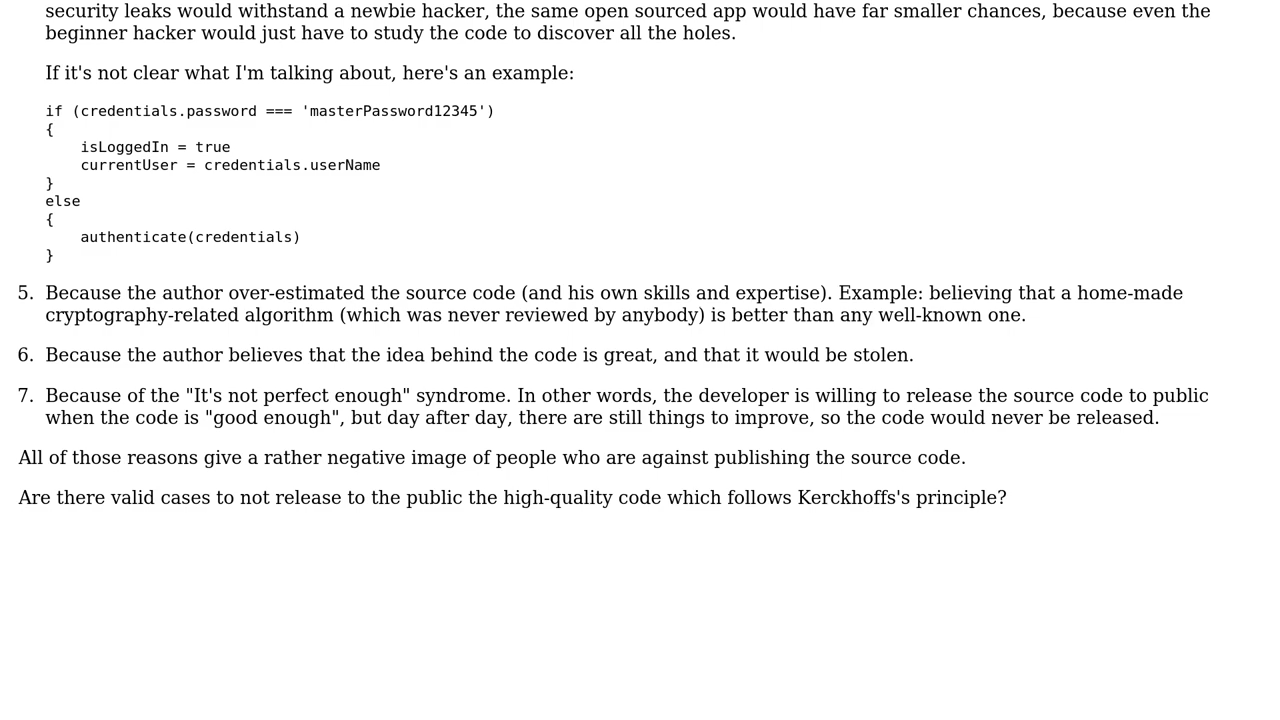 security leaks would withstand a newbie hacker, the same open sourced app would have far smaller chances, because even the
beginner hacker would just have to study the code to discover all the holes.
If it's not clear what I'm talking about, here's an example:
if (credentials.password === 'masterPassword12345')
{
    isLoggedIn = true
    currentUser = credentials.userName
}
else
{
    authenticate(credentials)
}
5. Because the author over-estimated the source code (and his own skills and expertise). Example: believing that a home-made
cryptography-related algorithm (which was never reviewed by anybody) is better than any well-known one.
6. Because the author believes that the idea behind the code is great, and that it would be stolen.
7. Because of the "It's not perfect enough" syndrome. In other words, the developer is willing to release the source code to public
when the code is "good enough", but day after day, there are still things to improve, so the code would never be released.
All of those reasons give a rather negative image of people who are against publishing the source code.
Are there valid cases to not release to the public the high-quality code which follows Kerckhoffs's principle?